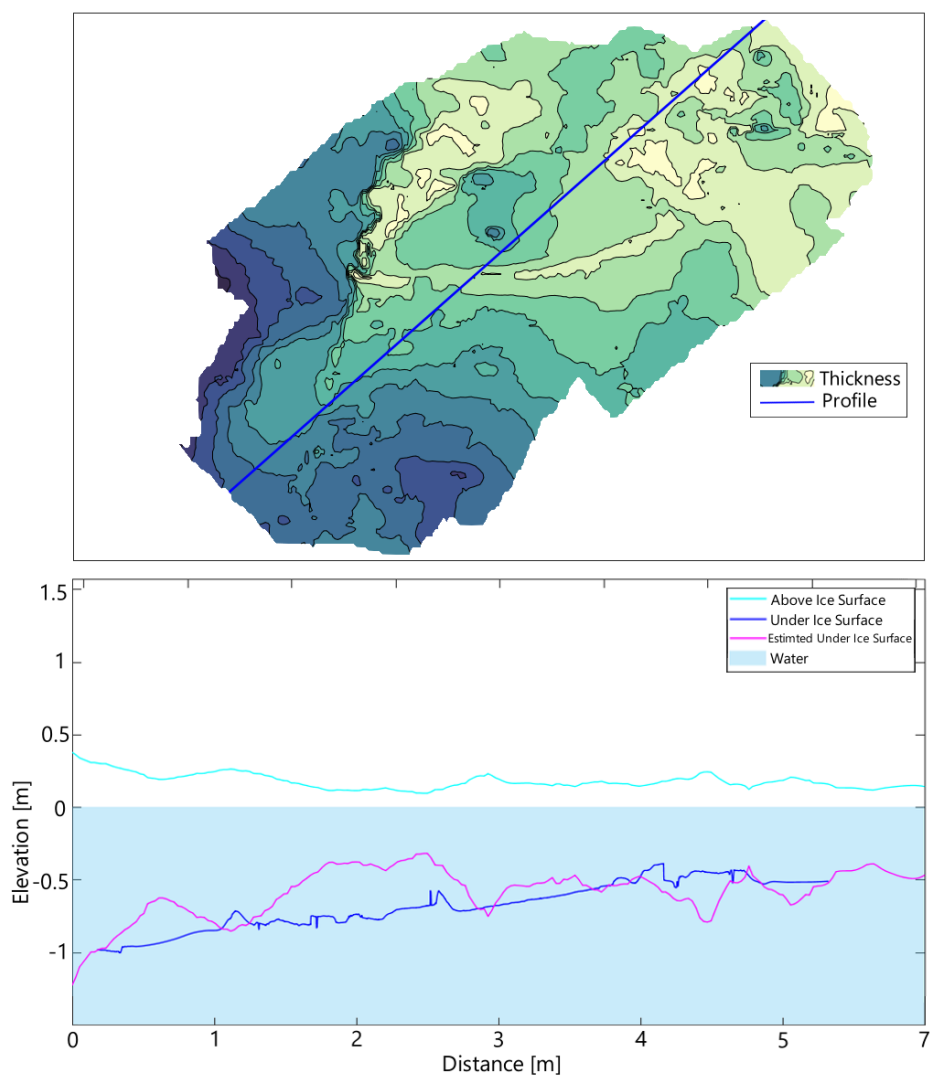 Thickness
Profile
1.5
1
0.5
0
-0.5
-1
Elevation [m]
Above Ice Surface
Under Ice Surface
Estimted Under Ice Surface
Water
0
1
2
3
4
5
6
7
Distance [m]